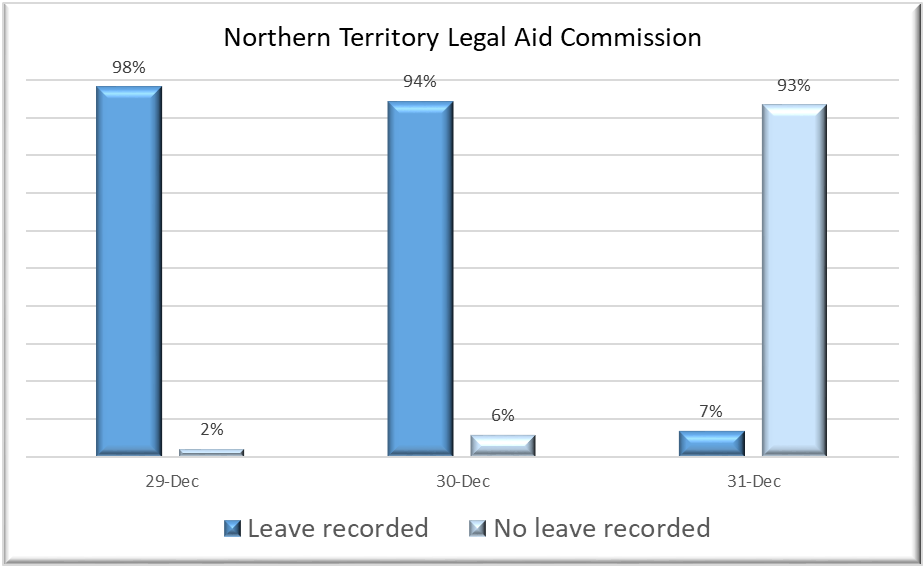 Northern Territory Legal Aid Commission
98%
94%
93%
2%
6%
7%
29-Dec
30-Dec
31-Dec
Leave recorded
No leave recorded